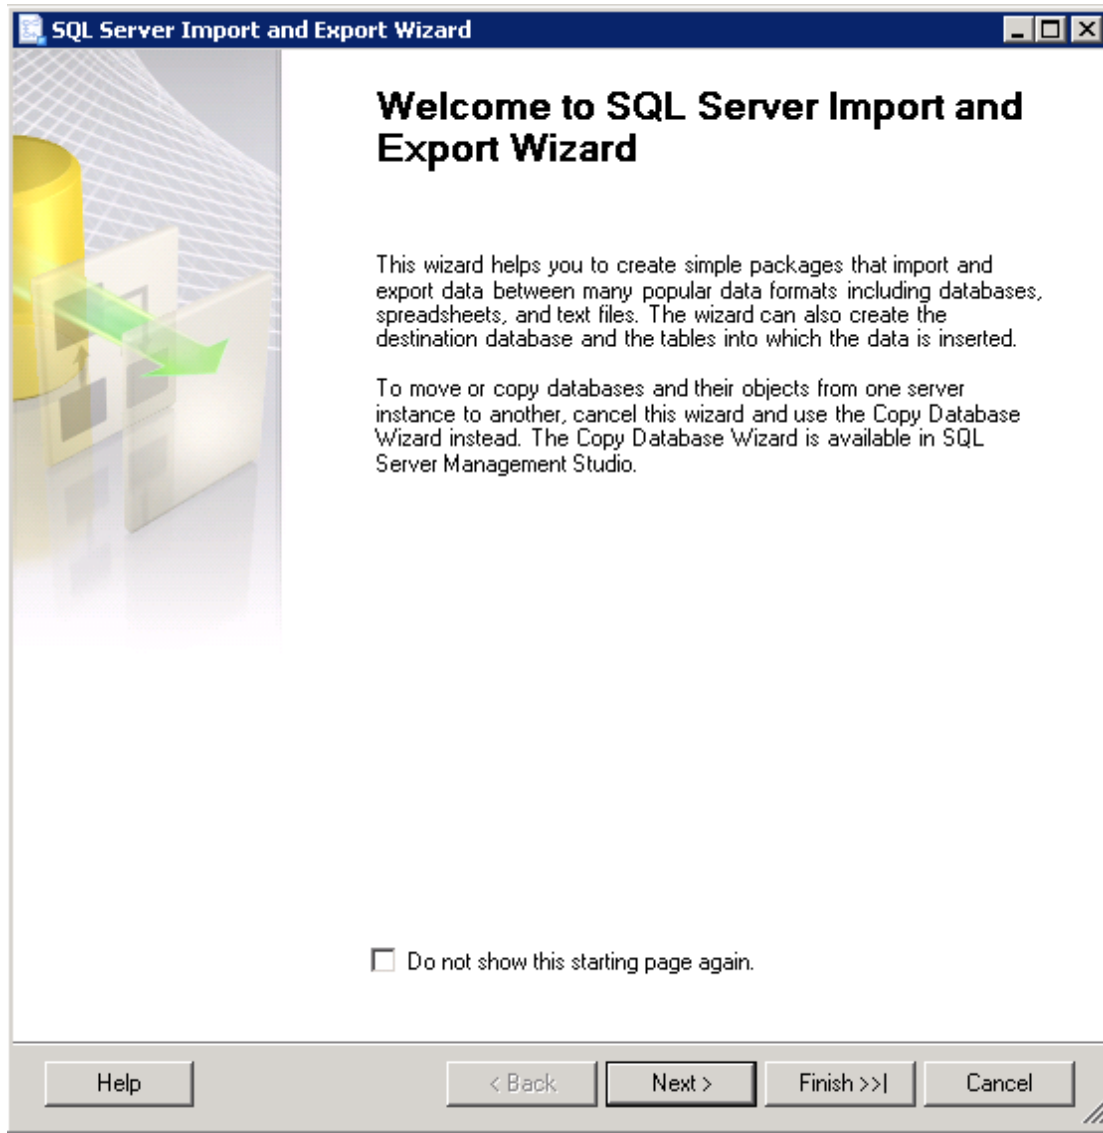 SQL Server Import and Export Wizard
Welcome to SQL Server Import and
Export Wizard
This wizard helps you to create simple packages that import and
export data between many popular data formats including databases,
spreadsheets, and text files. The wizard can also create the
destination database and the tables into which the data is inserted.
To move or copy databases and their objects from one server
instance to another, cancel this wizard and use the Copy Database
Wizard instead. The Copy Database Wizard is available in SQL
Server Management Studio.
Do not show this starting page again.
Help
< Back
Next >
Finish >>|
Cancel